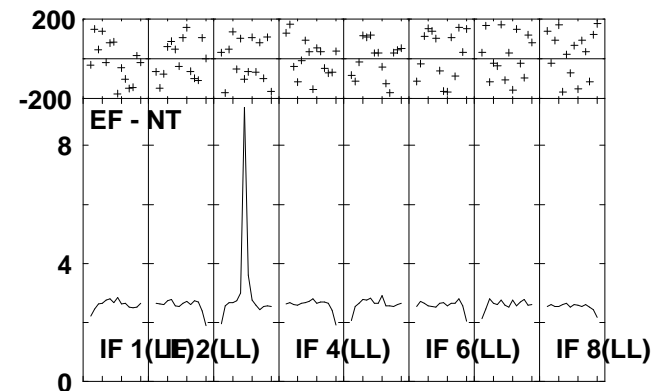 200
-200
EF - NT
8
4
IF 1(LL)
IF 2(LL)
IF 4(LL)
IF 6(LL)
IF 8(LL)
0